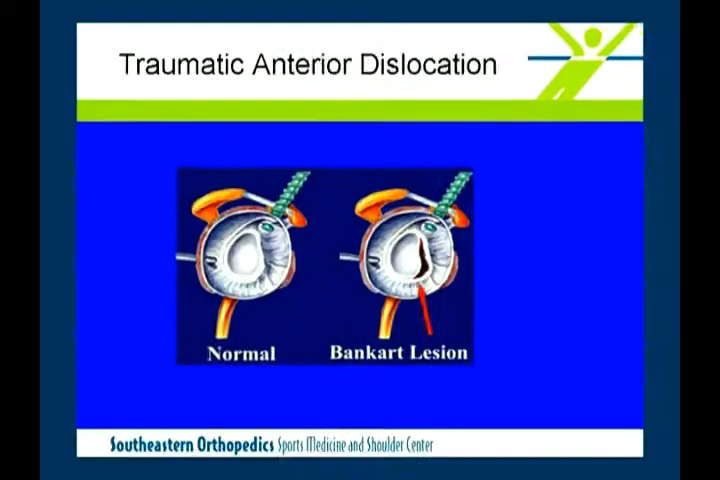 Traumatic Anterior Dislocation
Normal
Bankart Lesion
Southeastern Orthopedics Sports Medicine and Shoulder Center